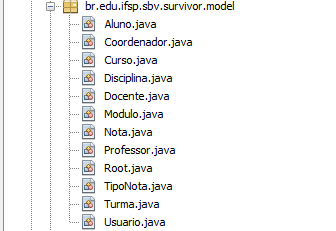 br.edu.ifsp.sbv.survivor.model
Aluno.java
Coordenador.java
Curso.java
Disciplina.java
Docente.java
Modulo.java
Nota.java
Professor.java
Root.java
TipoNota.java
Turma.java
Usuario.java